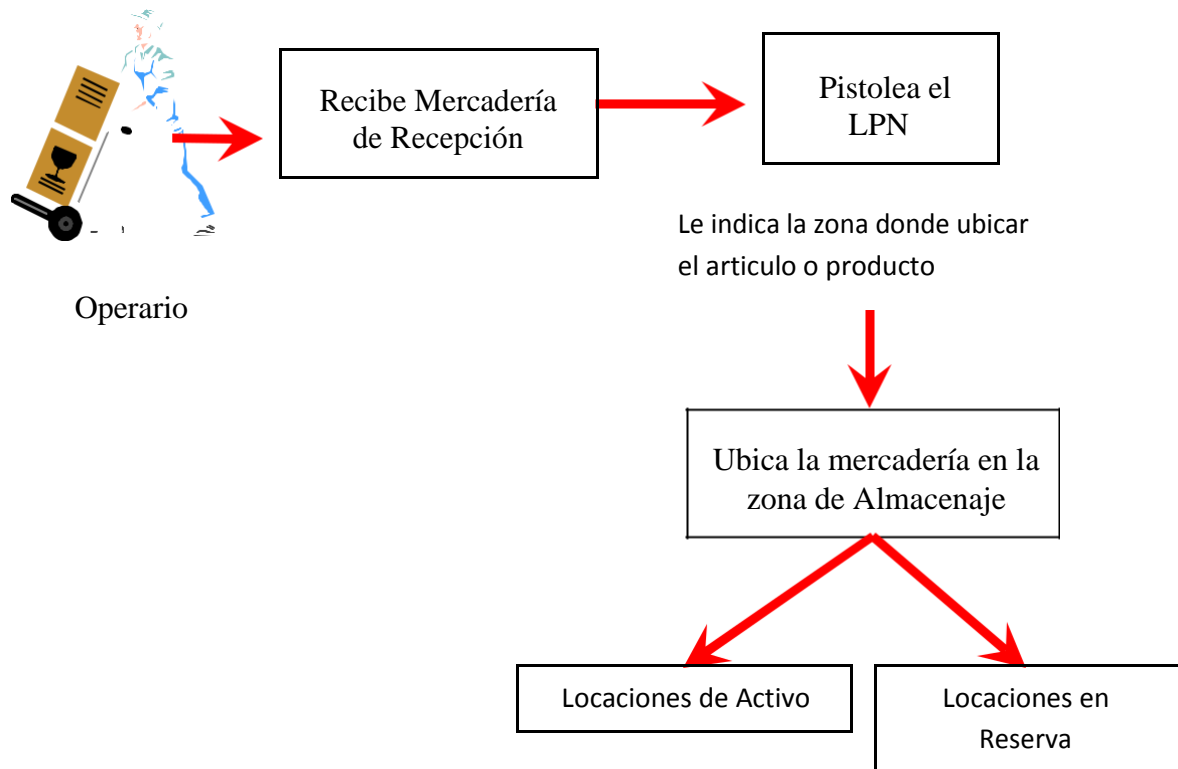 Recibe Mercadería
de Recepción
Pistolea el
LPN
Le indica la zona donde ubicar
el articulo o producto
Operario
Ubica la mercadería en la
zona de Almacenaje
Locaciones de Activo
Locaciones en
Reserva